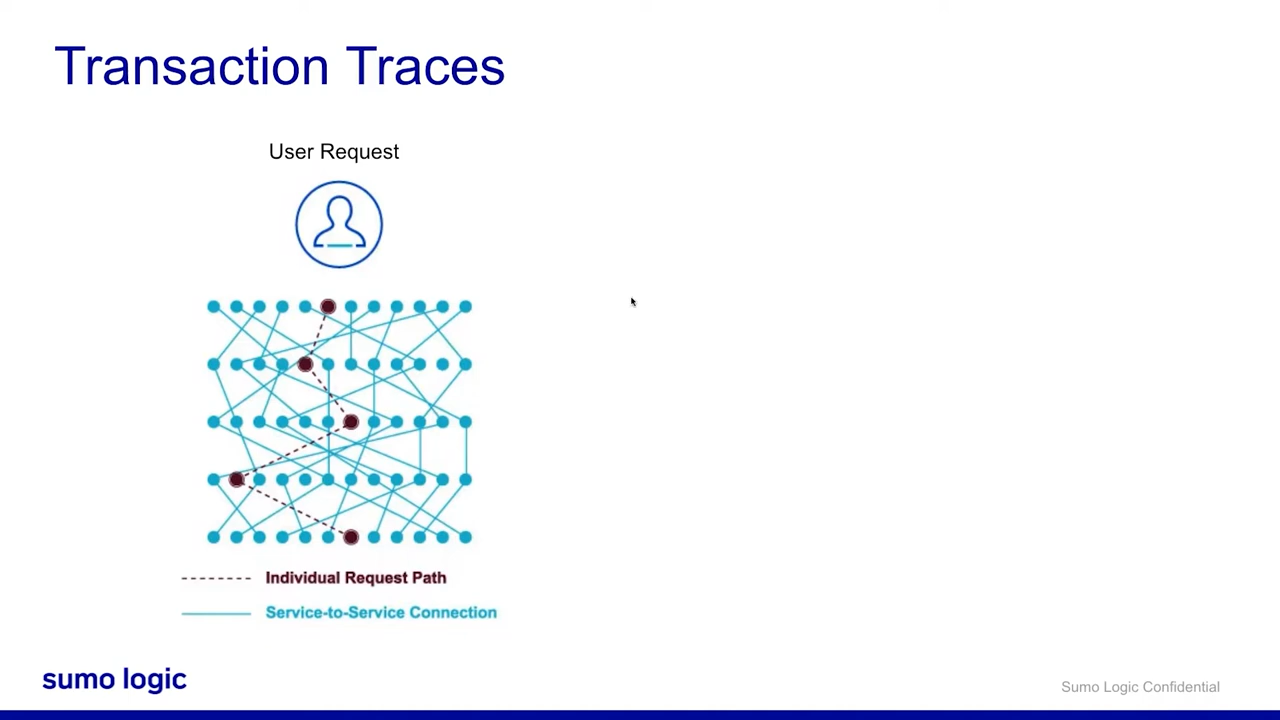 Transaction Traces
User Request
Individual Request Path
Service-to-Service Connection
sumo logic
Sumo Logic Confidential